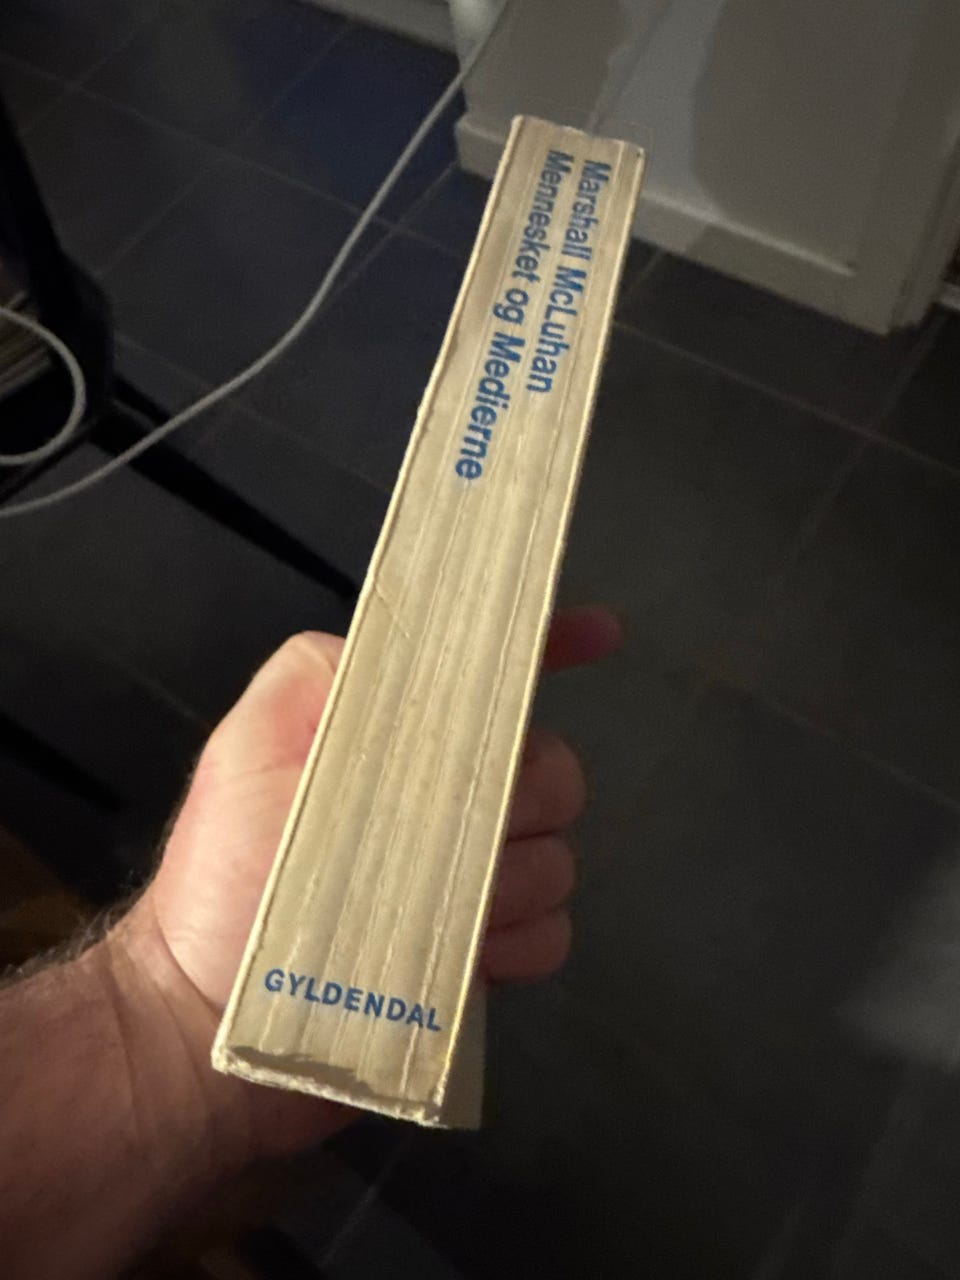 Marshall McLuhan
Mennesket og Medierne
GYLDENDAL